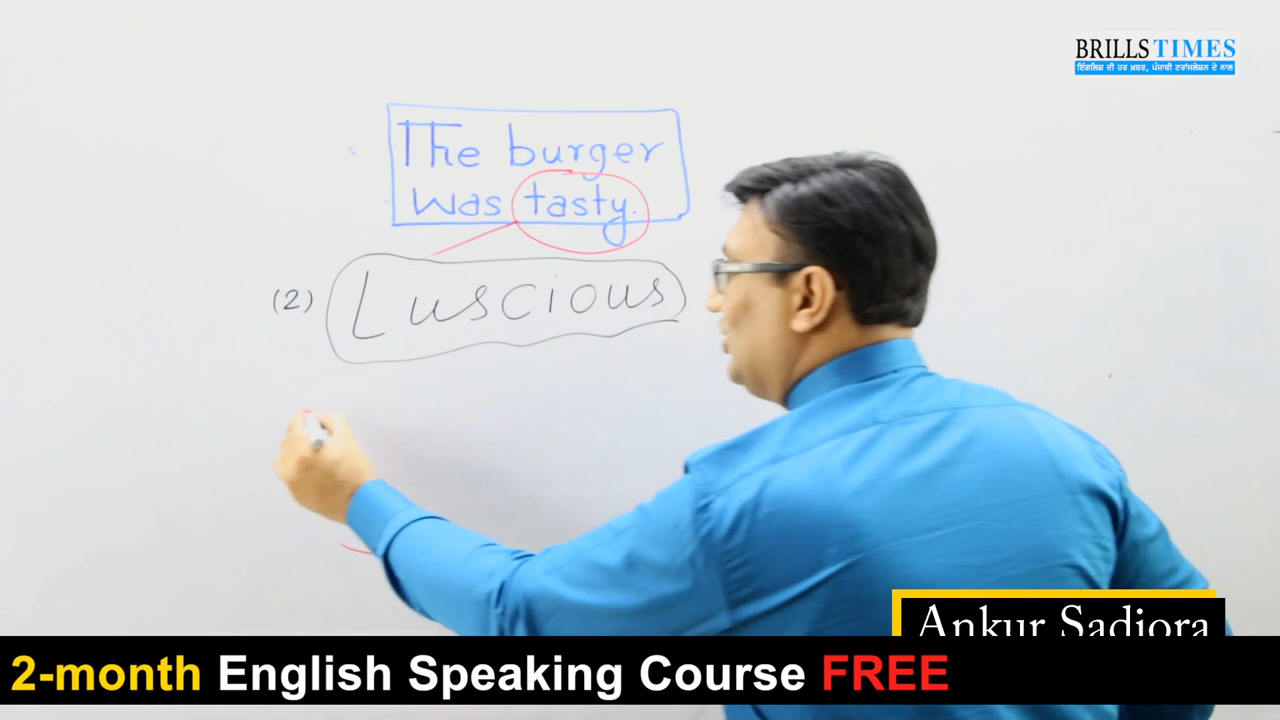 BRILLS TIMES
ਇੰਗਲਿਸ਼ ਦੀ ਹਰ ਖ਼ਬਰ, ਪੰਜਾਬੀ ਟਰਾਂਸਲੇਸ਼ਨ ਦੇ ਨਾਲ
The burger
was tasty.
(2) Luscious
Ankur Sadiora
2-month English Speaking Course FREE